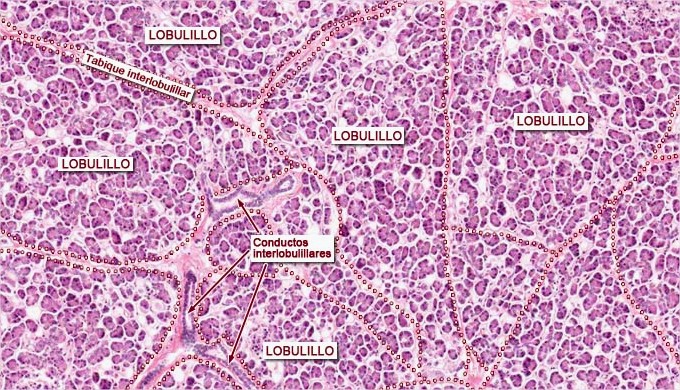 LOBULILLO
Tabique interlobulillar
LOBULILLO
LOBULILLO
LOBULILLO
Conductos
interlobulillares
LOBULILLO